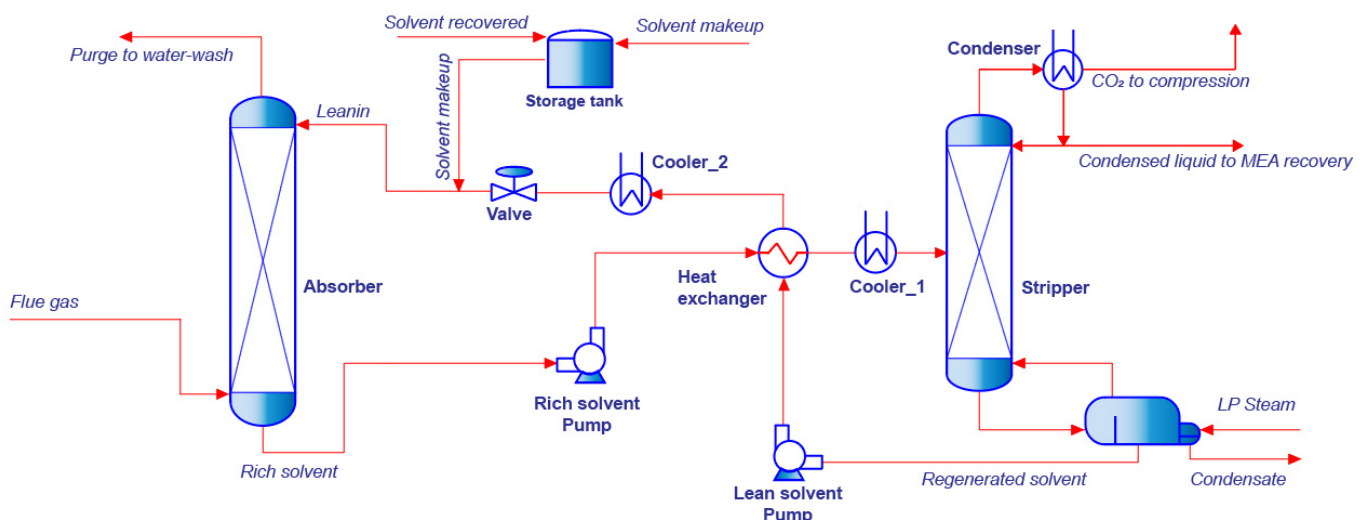 Solvent recovered
Solvent makeup
Purge to water-wash
Condenser
CO₂ to compression
Storage tank
Leanin
Solvent makeup
Cooler_2
Condensed liquid to MEA recovery
Valve
Heat
exchanger
Cooler_1
Absorber
Stripper
Flue gas
Rich solvent
Pump
LP Steam
Rich solvent
Regenerated solvent
Condensate
Lean solvent
Pump